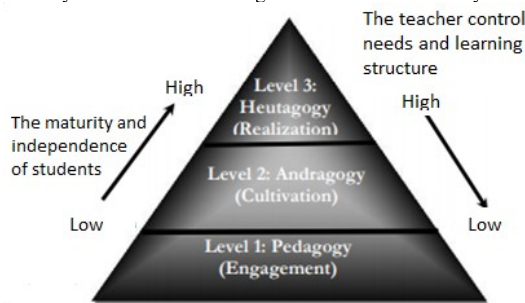 The teacher control
needs and learning
structure
High
High
The maturity and
independence
of students
Low
Low
Level 3:
Heutagogy
(Realization)
Level 2: Andragogy
(Cultivation)
Level 1: Pedagogy
(Engagement)